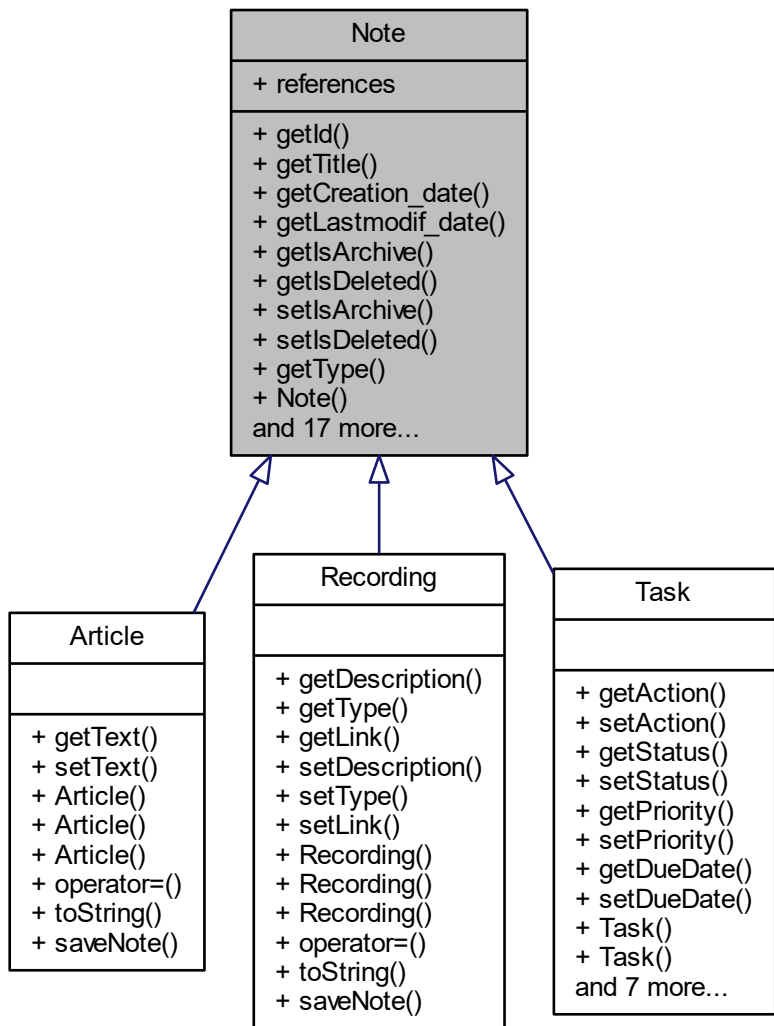 Note
+ references
+ getId()
+ getTitle()
+ getCreation_date()
+ getLastmodif_date()
+ getIsArchive()
+ getIsDeleted()
+ setIsArchive()
+ setIsDeleted()
+ getType()
+ Note()
and 17 more...
Article
+ getText()
+ setText()
+ Article()
+ Article()
+ Article()
+ operator=()
+ toString()
+ saveNote()
Recording
+ getDescription()
+ getType()
+ getLink()
+ setDescription()
+ setType()
+ setLink()
+ Recording()
+ Recording()
+ Recording()
+ operator=()
+ toString()
+ saveNote()
Task
+ getAction()
+ setAction()
+ getStatus()
+ setStatus()
+ getPriority()
+ setPriority()
+ getDueDate()
+ setDueDate()
+ Task()
+ Task()
and 7 more...